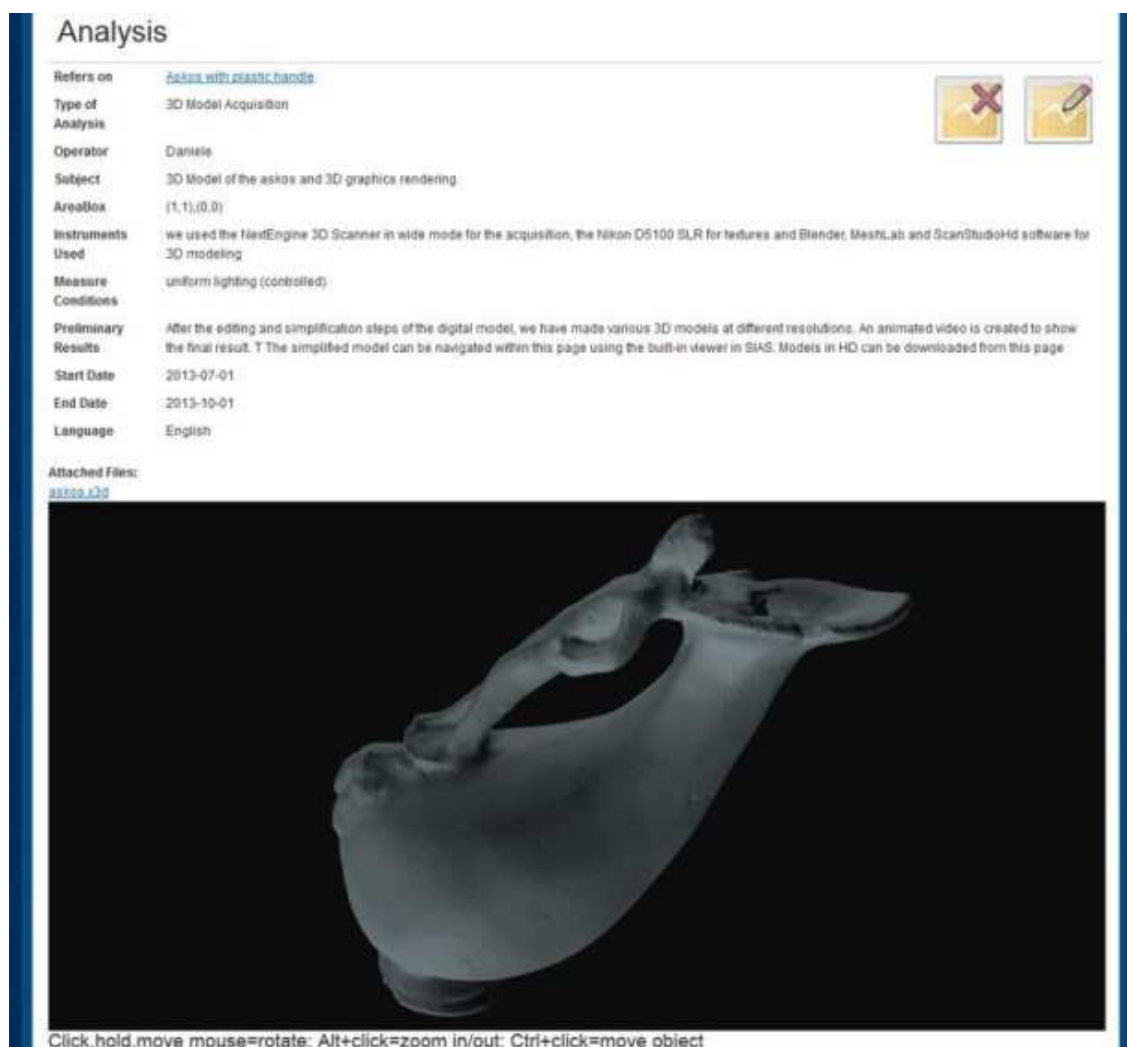 Analysis
Refers on Askos with plastic handle
Type of Analysis 3D Model Acquisition
Operator Daniele
Subject 3D Model of the askos and 3D graphics rendering
AreaBox (1,1),(0,0)
Instruments Used we used the NextEngine 3D Scanner in wide mode for the acquisition, the Nikon D5100 SLR for textures and Blender, MeshLab and ScanStudioHd software for
3D modeling
Measure Conditions uniform lighting (controlled)
Preliminary Results After the editing and simplification steps of the digital model, we have made various 3D models at different resolutions. An animated video is created to show
the final result. T The simplified model can be navigated within this page using the built-in viewer in SIAS. Models in HD can be downloaded from this page
Start Date 2013-07-01
End Date 2013-10-01
Language English
Attached Files:
askos.x3d
Click,hold,move mouse=rotate; Alt+click=zoom in/out; Ctrl+click=move object